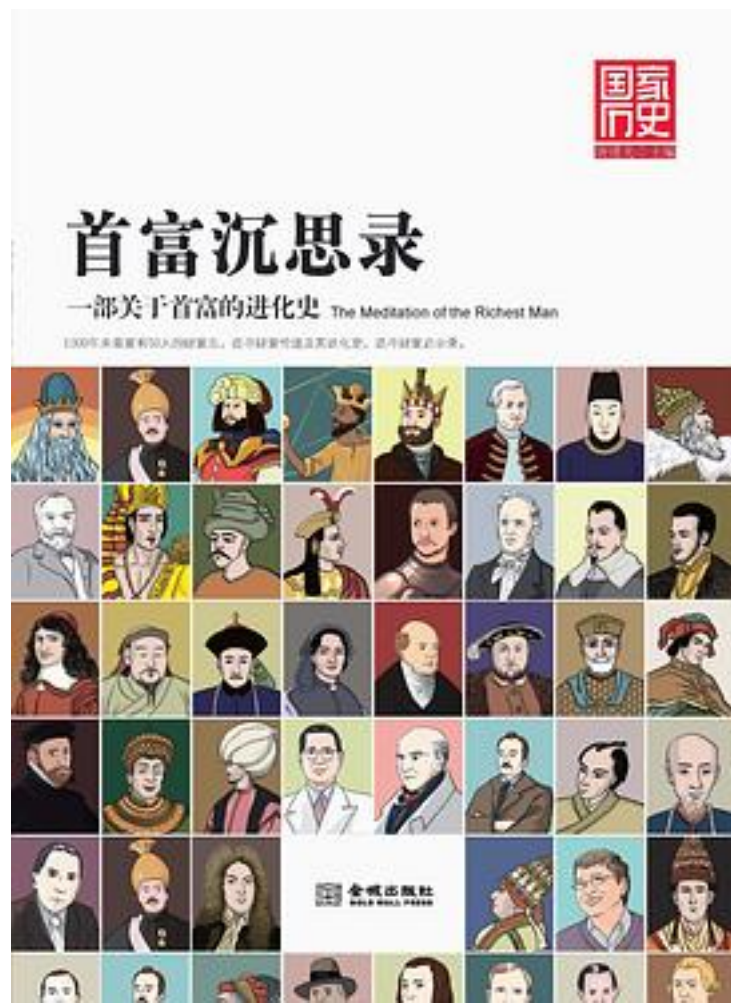 国家
历史
首富沉思录
一部关于首富的进化史 The Meditation of the Richest Man
金城出版社
GOLD WALL PRESS